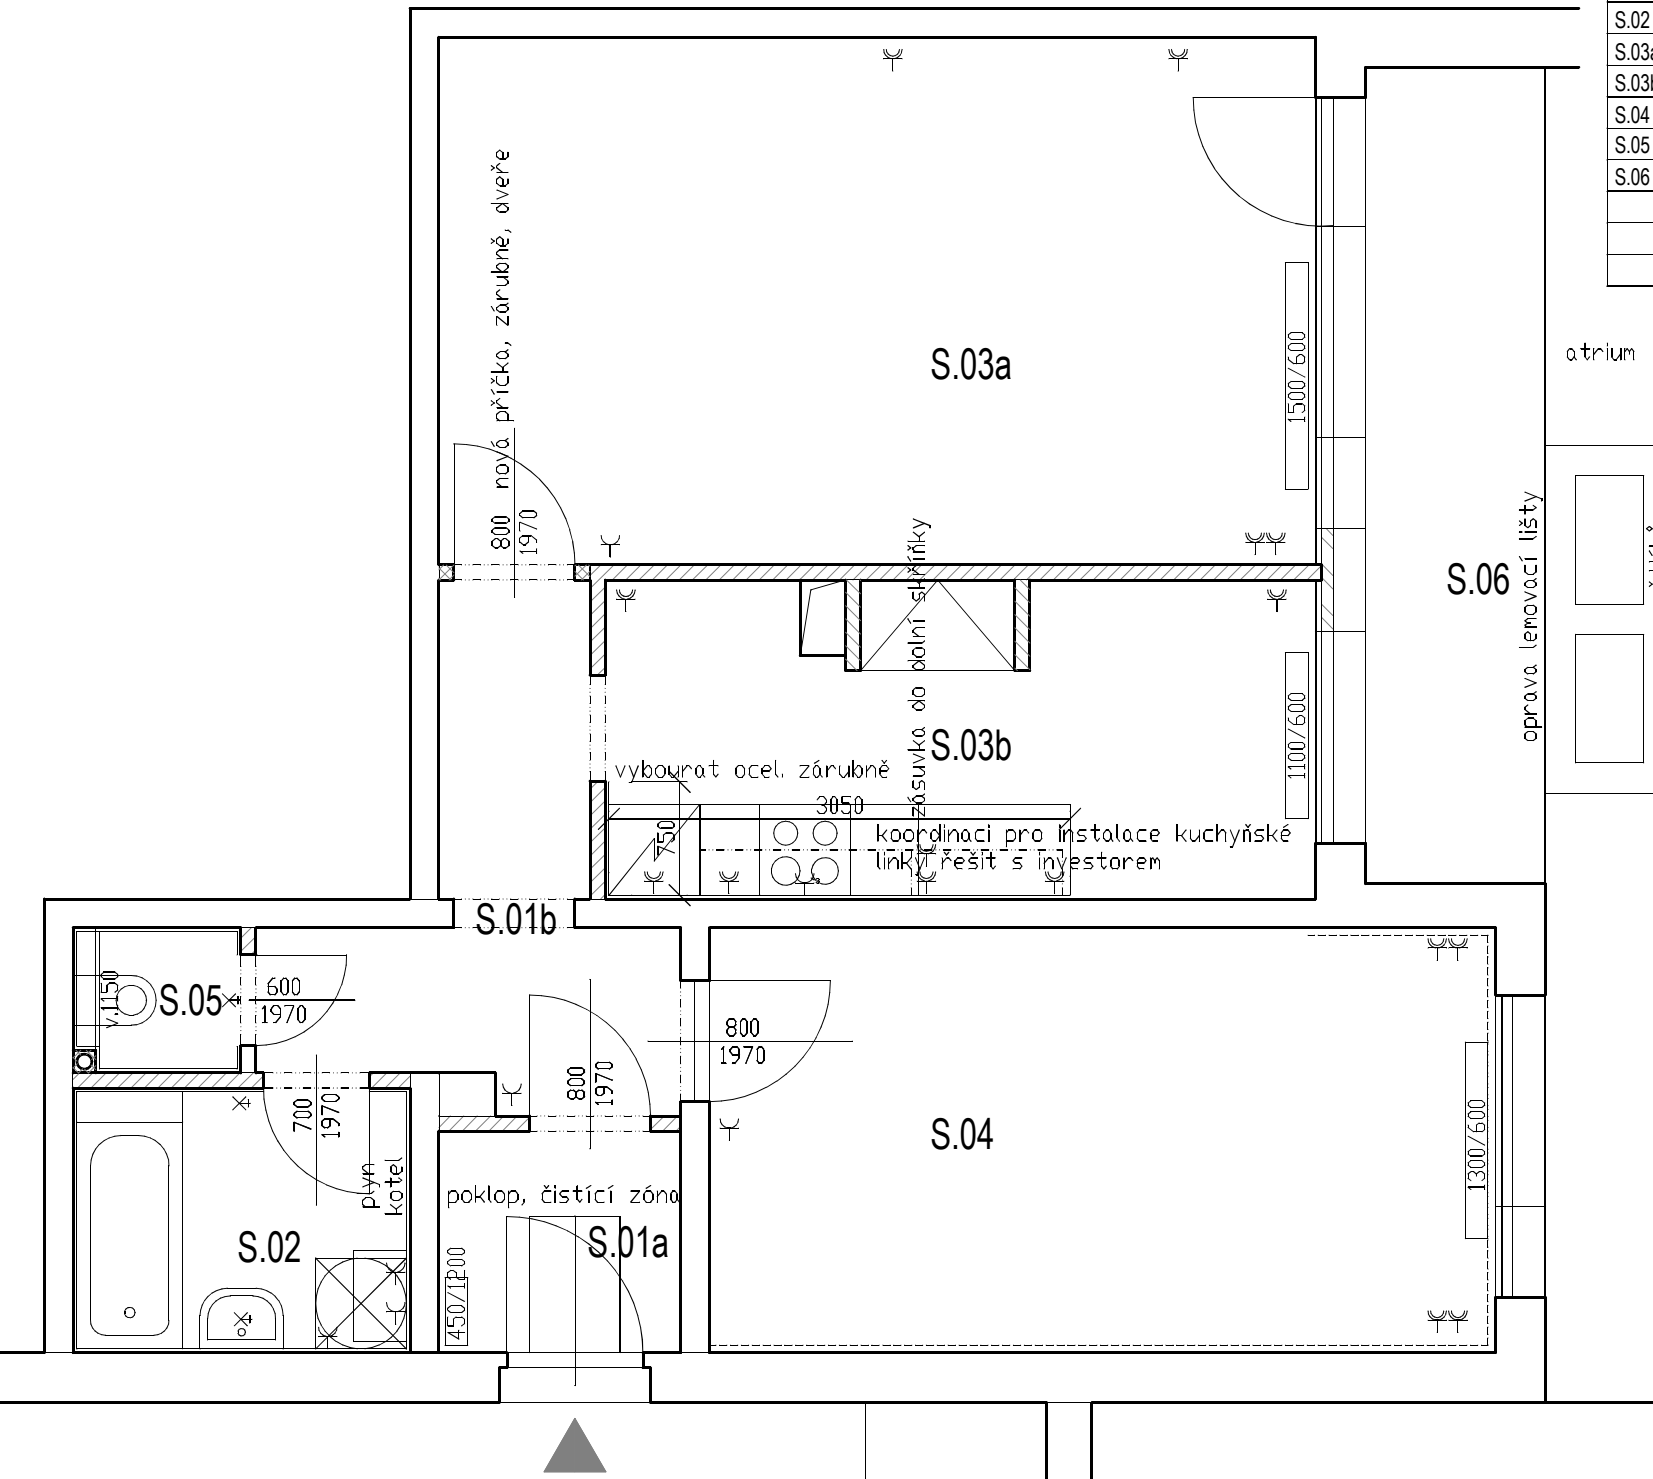 S.02
S.03a
S.03b
S.04
S.05
S.06
nová příčka, zárubně, dveře
800
1970
S.03a
1500/600
atrium
S.06
oprava lemovací lišty
zásuvka do dolní skříňky
S.03b
1100/600
vybourat ocel. zárubně
3050
750
koordinaci pro instalace kuchyňské
linky řešit s investorem
S.01b
v.1150
S.05
600
1970
800
1970
800
1970
700
1970
S.04
1300/600
plyn
kotel
poklop, čistící zóna
S.02
S.01a
450/1200